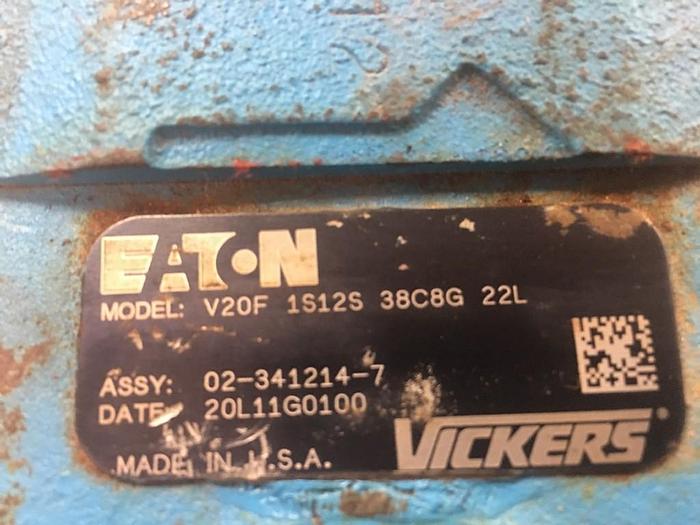 EATON
MODEL: V20F 1S12S 38C8G 22L
ASSY: 02-341214-7
DATE 20L11G0100
MADE IN U.S.A.
VICKERS®